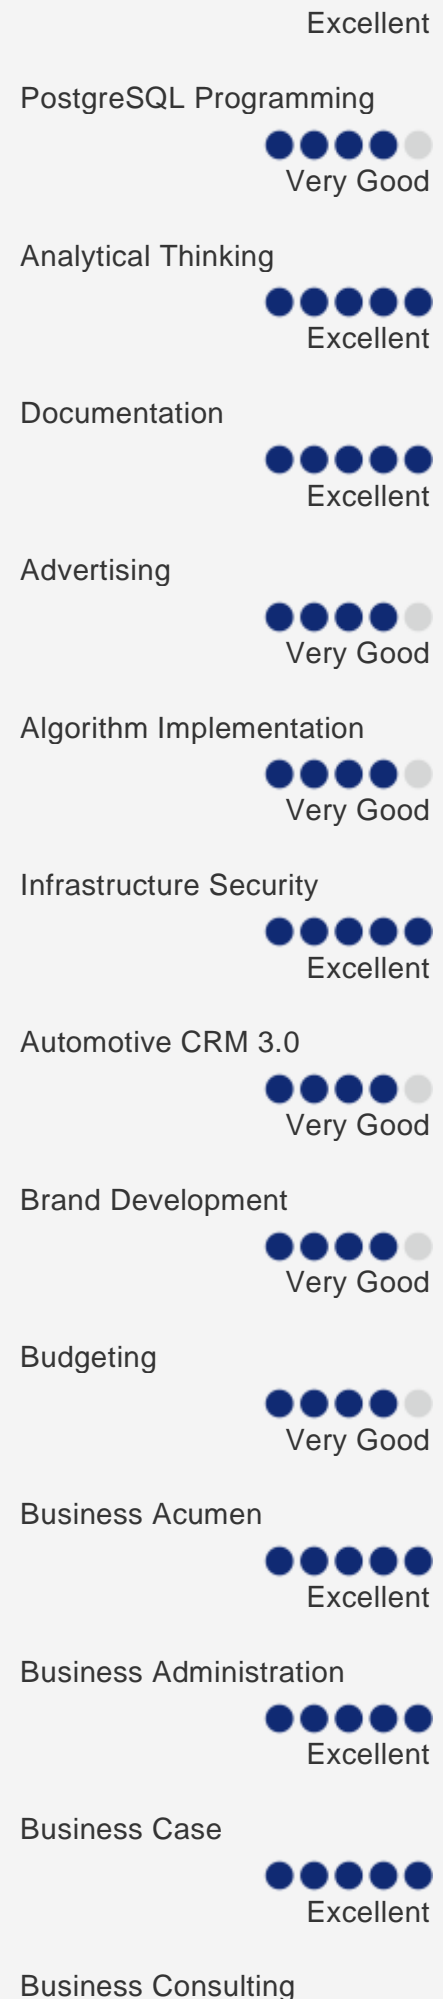 Excellent
PostgreSQL Programming
Very Good
Analytical Thinking
Excellent
Documentation
Excellent
Advertising
Very Good
Algorithm Implementation
Very Good
Infrastructure Security
Excellent
Automotive CRM 3.0
Very Good
Brand Development
Very Good
Budgeting
Very Good
Business Acumen
Excellent
Business Administration
Excellent
Business Case
Excellent
Business Consulting